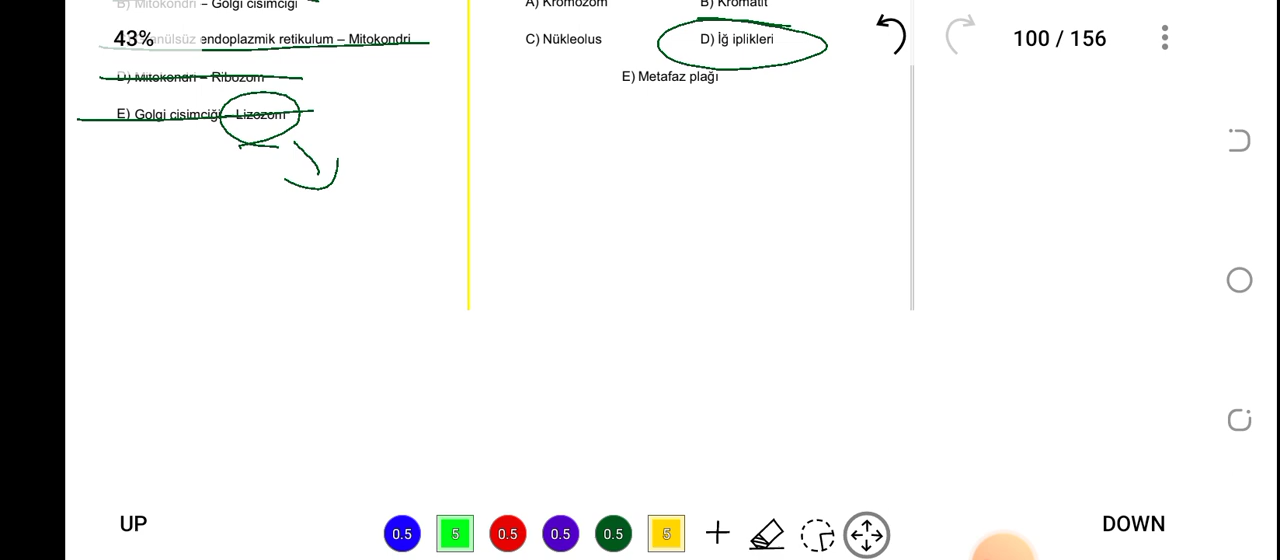 B) Mitokondri – Golgi cisimciği
43% endoplazmik retikulum – Mitokondri
D) Mitokondri – Ribozom
E) Golgi cisimciği – Lizozom
A) Kromozom
B) Kromatit
C) Nükleolus
D) İğ iplikleri
E) Metafaz plağı
100 / 156
UP
0.5
5
0.5
0.5
0.5
5
DOWN